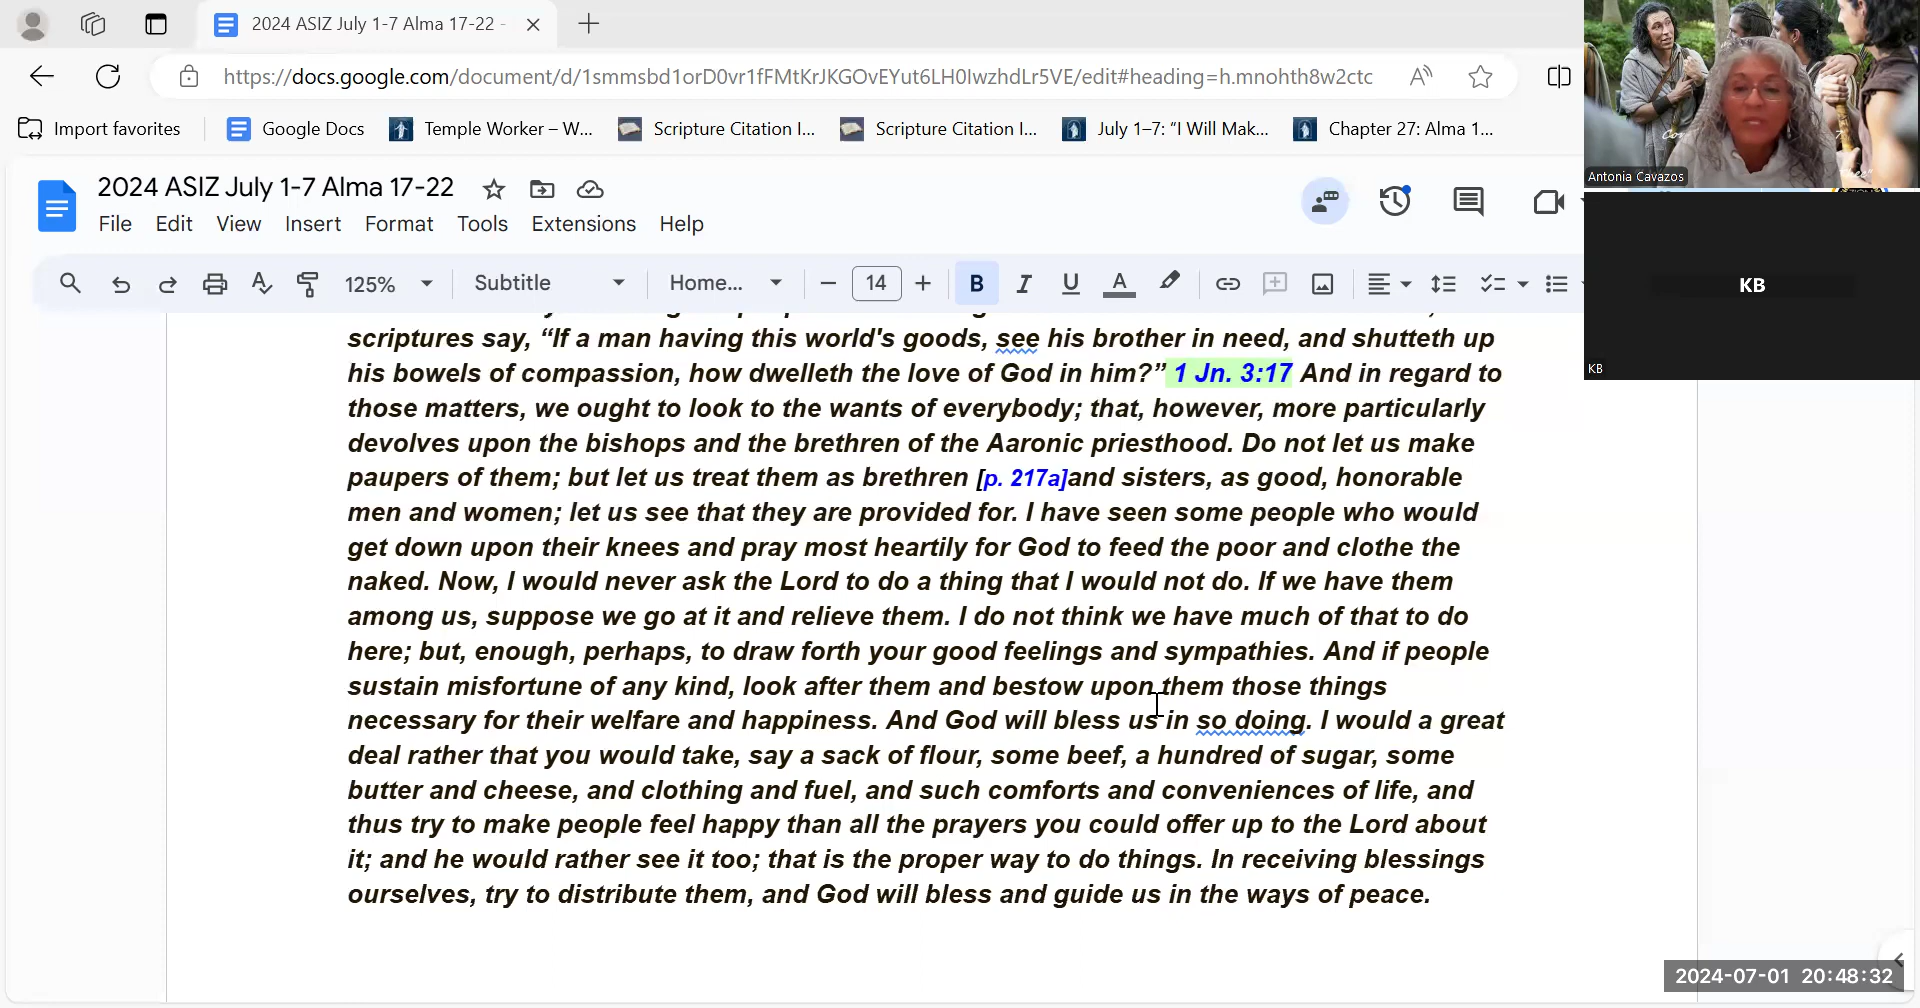 2024 ASIZ July 1-7 Alma 17-22 -
https://docs.google.com/document/d/1smmsbd1orD0vr1fFMtKrJKGOvEYut6LH0IwzhdLr5VE/edit#heading=h.mnohth8w2ctc
Import favorites
Google Docs
Temple Worker – W...
Scripture Citation I...
Scripture Citation I...
July 1–7: “I Will Mak...
Chapter 27: Alma 1...
Antonia Cavazos
2024 ASIZ July 1-7 Alma 17-22
File Edit View Insert Format Tools Extensions Help
125% Subtitle Home... 14 B I U A
KB
KB
scriptures say, “If a man having this world's goods, see his brother in need, and shutteth up
his bowels of compassion, how dwelleth the love of God in him?” 1 Jn. 3:17 And in regard to
those matters, we ought to look to the wants of everybody; that, however, more particularly
devolves upon the bishops and the brethren of the Aaronic priesthood. Do not let us make
paupers of them; but let us treat them as brethren [p. 217a]and sisters, as good, honorable
men and women; let us see that they are provided for. I have seen some people who would
get down upon their knees and pray most heartily for God to feed the poor and clothe the
naked. Now, I would never ask the Lord to do a thing that I would not do. If we have them
among us, suppose we go at it and relieve them. I do not think we have much of that to do
here; but, enough, perhaps, to draw forth your good feelings and sympathies. And if people
sustain misfortune of any kind, look after them and bestow upon them those things
necessary for their welfare and happiness. And God will bless us in so doing. I would a great
deal rather that you would take, say a sack of flour, some beef, a hundred of sugar, some
butter and cheese, and clothing and fuel, and such comforts and conveniences of life, and
thus try to make people feel happy than all the prayers you could offer up to the Lord about
it; and he would rather see it too; that is the proper way to do things. In receiving blessings
ourselves, try to distribute them, and God will bless and guide us in the ways of peace.
2024-07-01 20:48:32